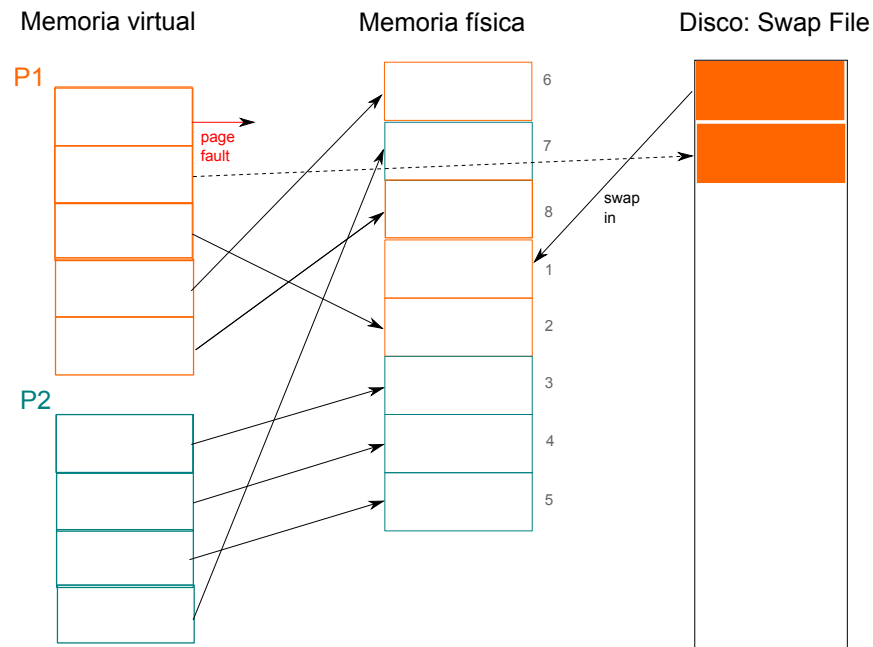 Memoria virtual
Memoria física
Disco: Swap File
P1
page
fault
6
7
8
swap
in
1
2
3
P2
4
5